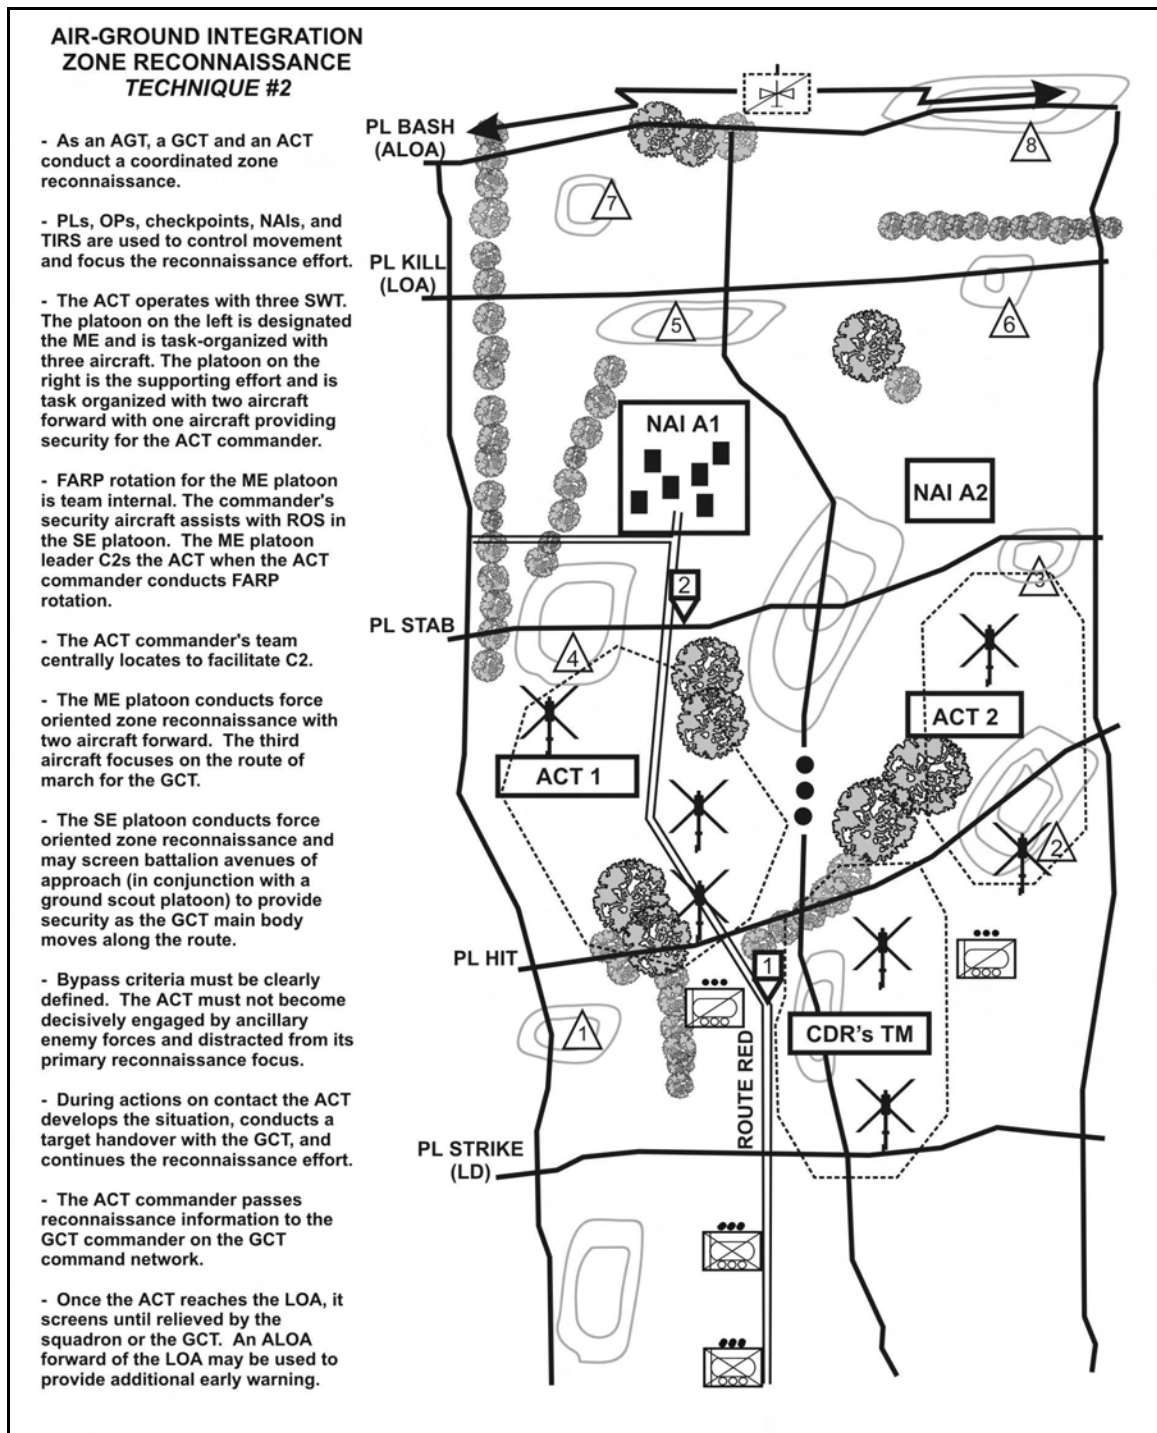 AIR-GROUND INTEGRATION
ZONE RECONNAISSANCE
TECHNIQUE #2
- As an AGT, a GCT and an ACT
conduct a coordinated zone
reconnaissance.
- PLs, OPs, checkpoints, NAIs, and
TIRS are used to control movement
and focus the reconnaissance effort.
- The ACT operates with three SWT.
The platoon on the left is designated
the ME and is task-organized with
three aircraft. The platoon on the
right is the supporting effort and is
task organized with two aircraft
forward with one aircraft providing
security for the ACT commander.
- FARP rotation for the ME platoon
is team internal. The commander's
security aircraft assists with ROS in
the SE platoon. The ME platoon
leader C2s the ACT when the ACT
commander conducts FARP
rotation.
- The ACT commander's team
centrally locates to facilitate C2.
- The ME platoon conducts force
oriented zone reconnaissance with
two aircraft forward. The third
aircraft focuses on the route of
march for the GCT.
- The SE platoon conducts force
oriented zone reconnaissance and
may screen battalion avenues of
approach (in conjunction with a
ground scout platoon) to provide
security as the GCT main body
moves along the route.
- Bypass criteria must be clearly
defined. The ACT must not become
decisively engaged by ancillary
enemy forces and distracted from its
primary reconnaissance focus.
- During actions on contact the ACT
develops the situation, conducts a
target handover with the GCT, and
continues the reconnaissance effort.
- The ACT commander passes
reconnaissance information to the
GCT commander on the GCT
command network.
- Once the ACT reaches the LOA, it
screens until relieved by the
squadron or the GCT. An ALOA
forward of the LOA may be used to
provide additional early warning.
PL BASH
(ALOA)
8
7
PL KILL
(LOA)
5
6
NAI A1
NAI A2
2
3
PL STAB
4
ACT 2
ACT 1
2
PL HIT
1
1
CDR's TM
ROUTE RED
PL STRIKE
(LD)